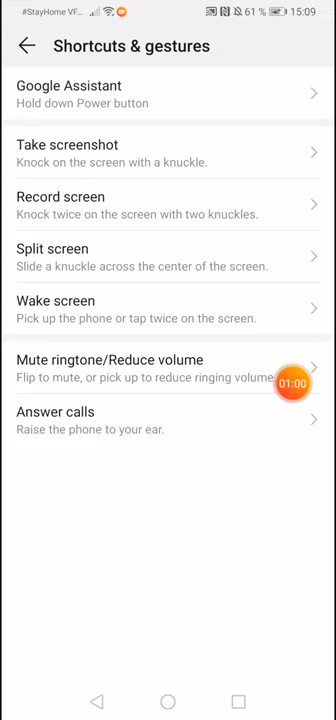 #StayHome VF... 61 % 15:09
Shortcuts & gestures
Google Assistant
Hold down Power button
Take screenshot
Knock on the screen with a knuckle.
Record screen
Knock twice on the screen with two knuckles.
Split screen
Slide a knuckle across the center of the screen.
Wake screen
Pick up the phone or tap twice on the screen.
Mute ringtone/Reduce volume
Flip to mute, or pick up to reduce ringing volume
01:00
Answer calls
Raise the phone to your ear.